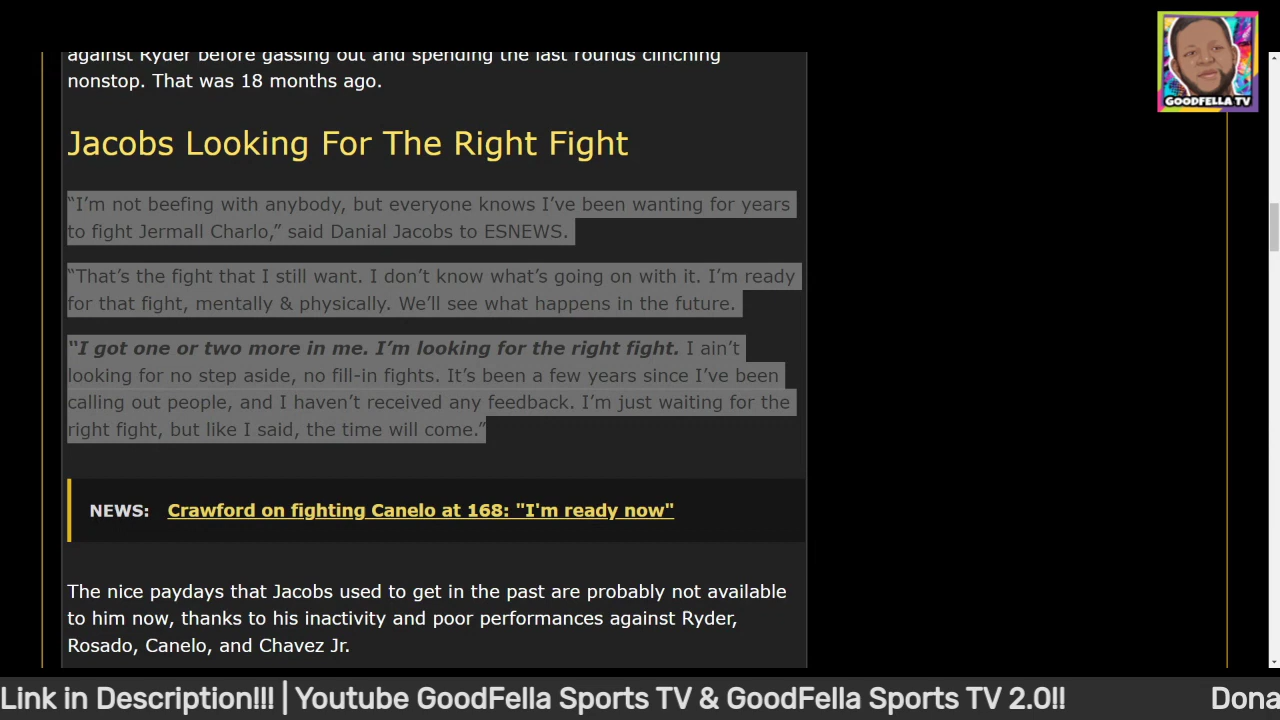 GOODFELLA TV
against Ryder before gassing out and spending the last rounds clinching
nonstop. That was 18 months ago.
Jacobs Looking For The Right Fight
“I’m not beefing with anybody, but everyone knows I’ve been wanting for years
to fight Jermall Charlo,” said Danial Jacobs to ESNEWS.
“That’s the fight that I still want. I don’t know what’s going on with it. I’m ready
for that fight, mentally & physically. We’ll see what happens in the future.
“I got one or two more in me. I’m looking for the right fight. I ain’t
looking for no step aside, no fill-in fights. It’s been a few years since I’ve been
calling out people, and I haven’t received any feedback. I’m just waiting for the
right fight, but like I said, the time will come.”
NEWS: Crawford on fighting Canelo at 168: "I'm ready now"
The nice paydays that Jacobs used to get in the past are probably not available
to him now, thanks to his inactivity and poor performances against Ryder,
Rosado, Canelo, and Chavez Jr.
Link in Description!!! | Youtube GoodFella Sports TV & GoodFella Sports TV 2.0!! Dona